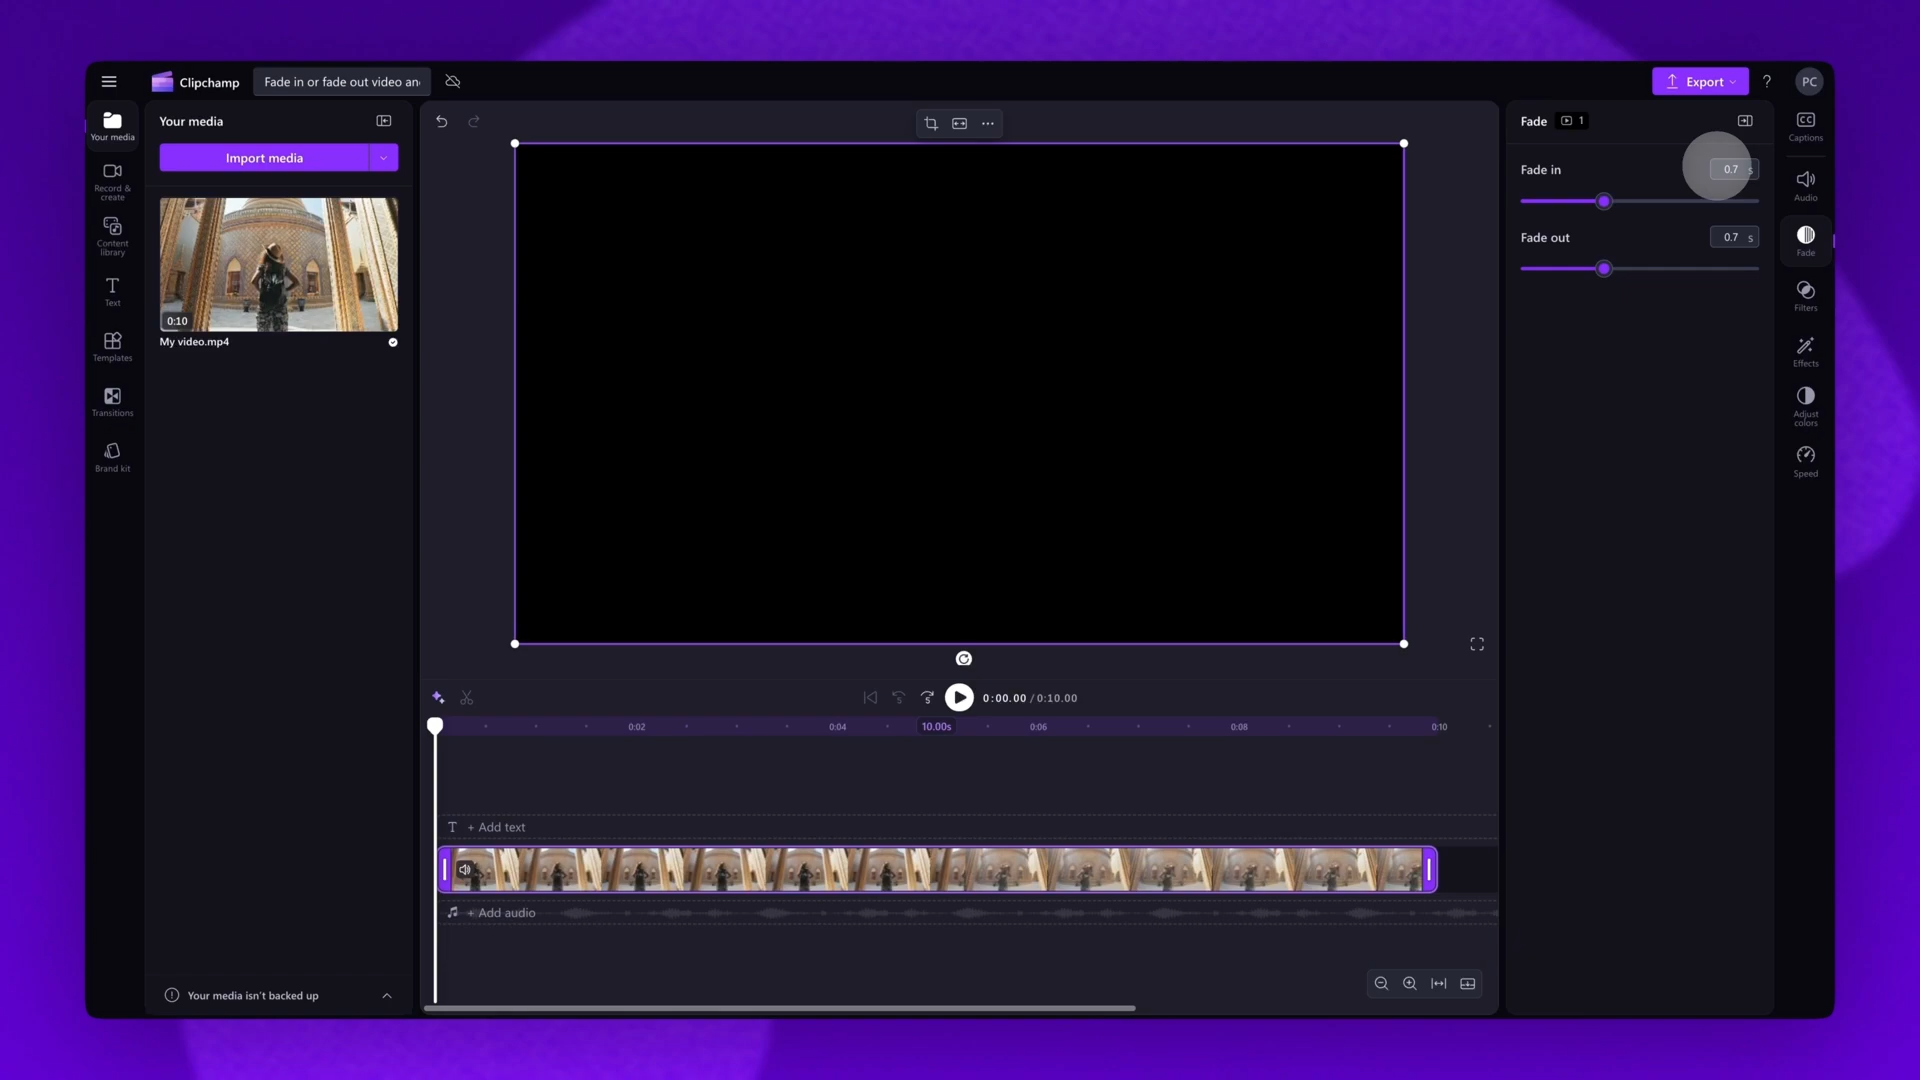 Clipchamp
Fade in or fade out video an
Export
?
PC
Your media
Record &
create
Content
library
Text
Templates
Transitions
Brand kit
Your media
Import media
0:10
My video.mp4
Your media isn't backed up
5
5
0:00.00 / 0:10.00
0:02
0:04
10.00s
0:06
0:08
0:10
T + Add text
+ Add audio
Fade 1
Fade in 0.7 s
Fade out 0.7 s
CC
Captions
Audio
Fade
Filters
Effects
Adjust
colors
Speed